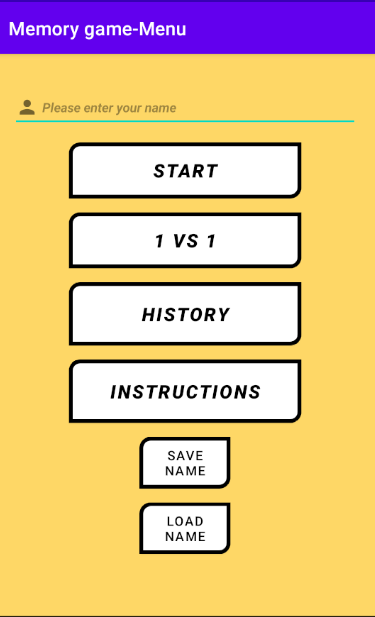 Memory game-Menu
Please enter your name
START
1 VS 1
HISTORY
INSTRUCTIONS
SAVE
NAME
LOAD
NAME